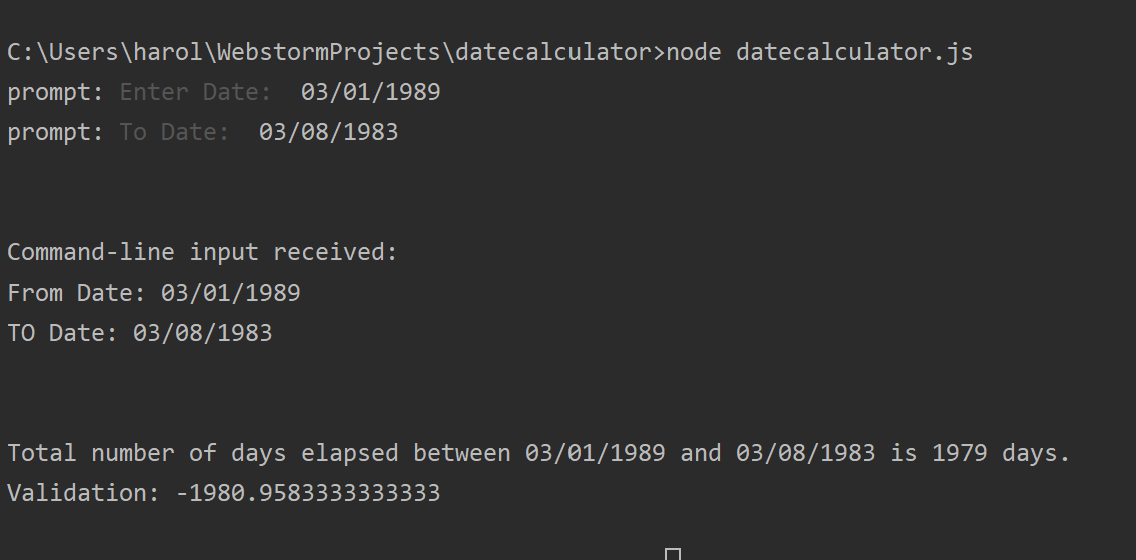 C:\Users\harol\WebstormProjects\datecalculator>node datecalculator.js
prompt: Enter Date:  03/01/1989
prompt: To Date:  03/08/1983
Command-line input received:
From Date: 03/01/1989
TO Date: 03/08/1983
Total number of days elapsed between 03/01/1989 and 03/08/1983 is 1979 days.
Validation: -1980.9583333333333